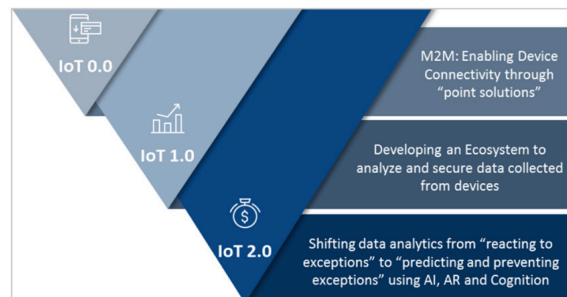 IoT 0.0
M2M: Enabling Device
Connectivity through
“point solutions”
IoT 1.0
Developing an Ecosystem to
analyze and secure data collected
from devices
IoT 2.0
Shifting data analytics from “reacting to
exceptions” to “predicting and preventing
exceptions” using AI, AR and Cognition